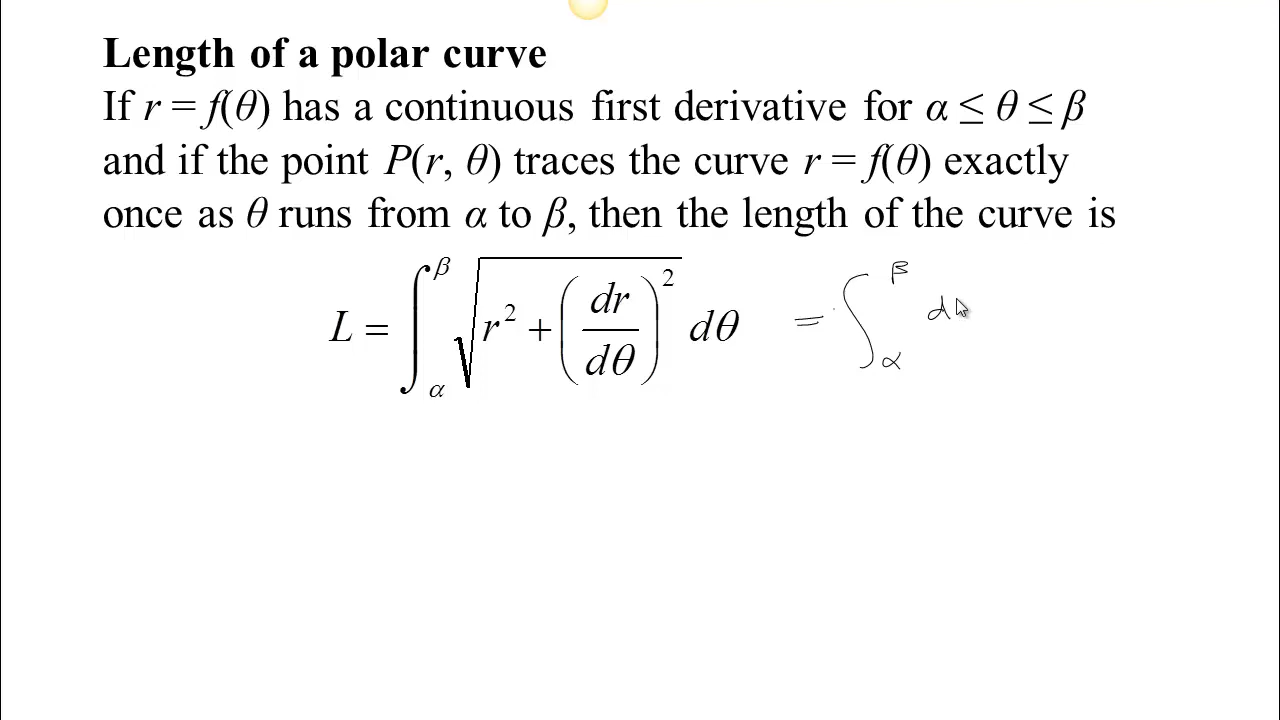 Length of a polar curve
If r = f(θ) has a continuous first derivative for α ≤ θ ≤ β
and if the point P(r, θ) traces the curve r = f(θ) exactly
once as θ runs from α to β, then the length of the curve is
L = ∫_α^β √(r² + (dr/dθ)²) dθ = ∫_α^β d